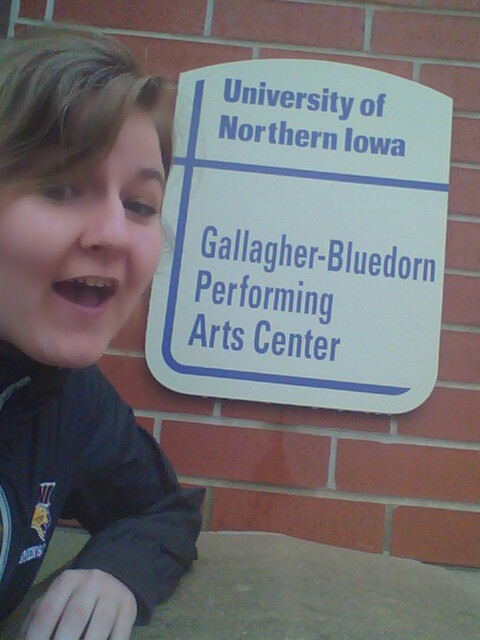 University of
Northern Iowa
Gallagher-Bluedorn
Performing
Arts Center